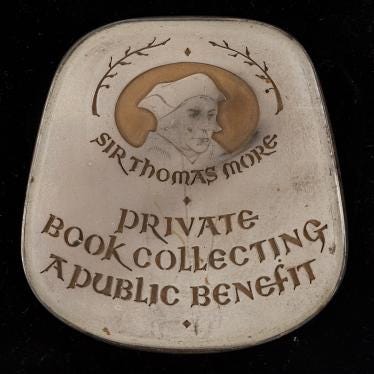 SIR THOMAS MORE
PRIVATE
BOOK COLLECTING
A PUBLIC BENEFIT